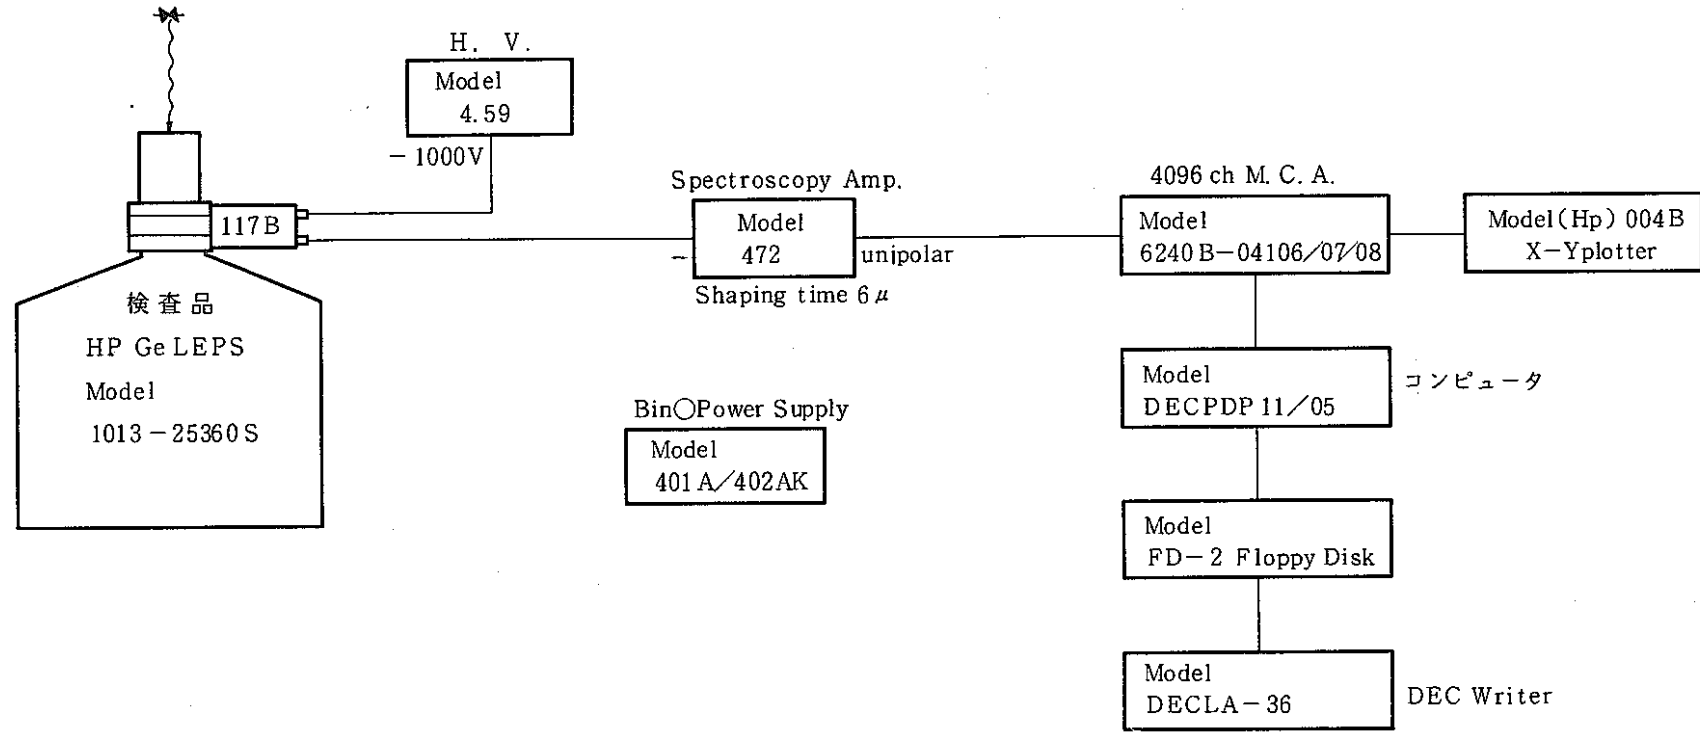 H. V.
Model
4.59
－1000V
117B
検査品
HP Ge LEPS
Model
1013－25360S
Spectroscopy Amp.
Model
472
－
unipolar
Shaping time 6μ
Bin○Power Supply
Model
401A／402AK
4096 ch M. C. A.
Model
6240B－04106/07/08
Model(Hp) 004B
X－Yplotter
Model
DECPDP 11／05
コンピュータ
Model
FD－2 Floppy Disk
Model
DECLA－36
DEC Writer